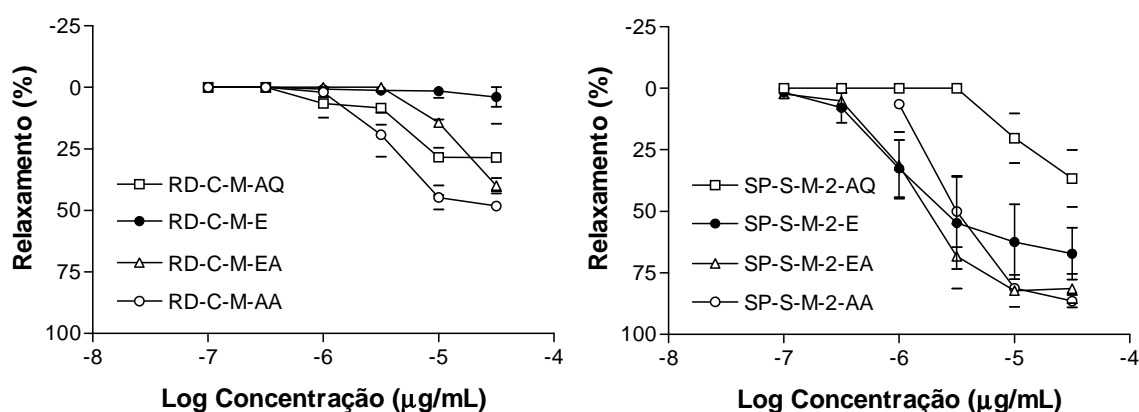 -25
0
25
50
75
100
Relaxamento (%)
RD-C-M-AQ
RD-C-M-E
RD-C-M-EA
RD-C-M-AA
-8
-7
-6
-5
-4
Log Concentração (µg/mL)
-25
0
25
50
75
100
Relaxamento (%)
SP-S-M-2-AQ
SP-S-M-2-E
SP-S-M-2-EA
SP-S-M-2-AA
-8
-7
-6
-5
-4
Log Concentração (µg/mL)